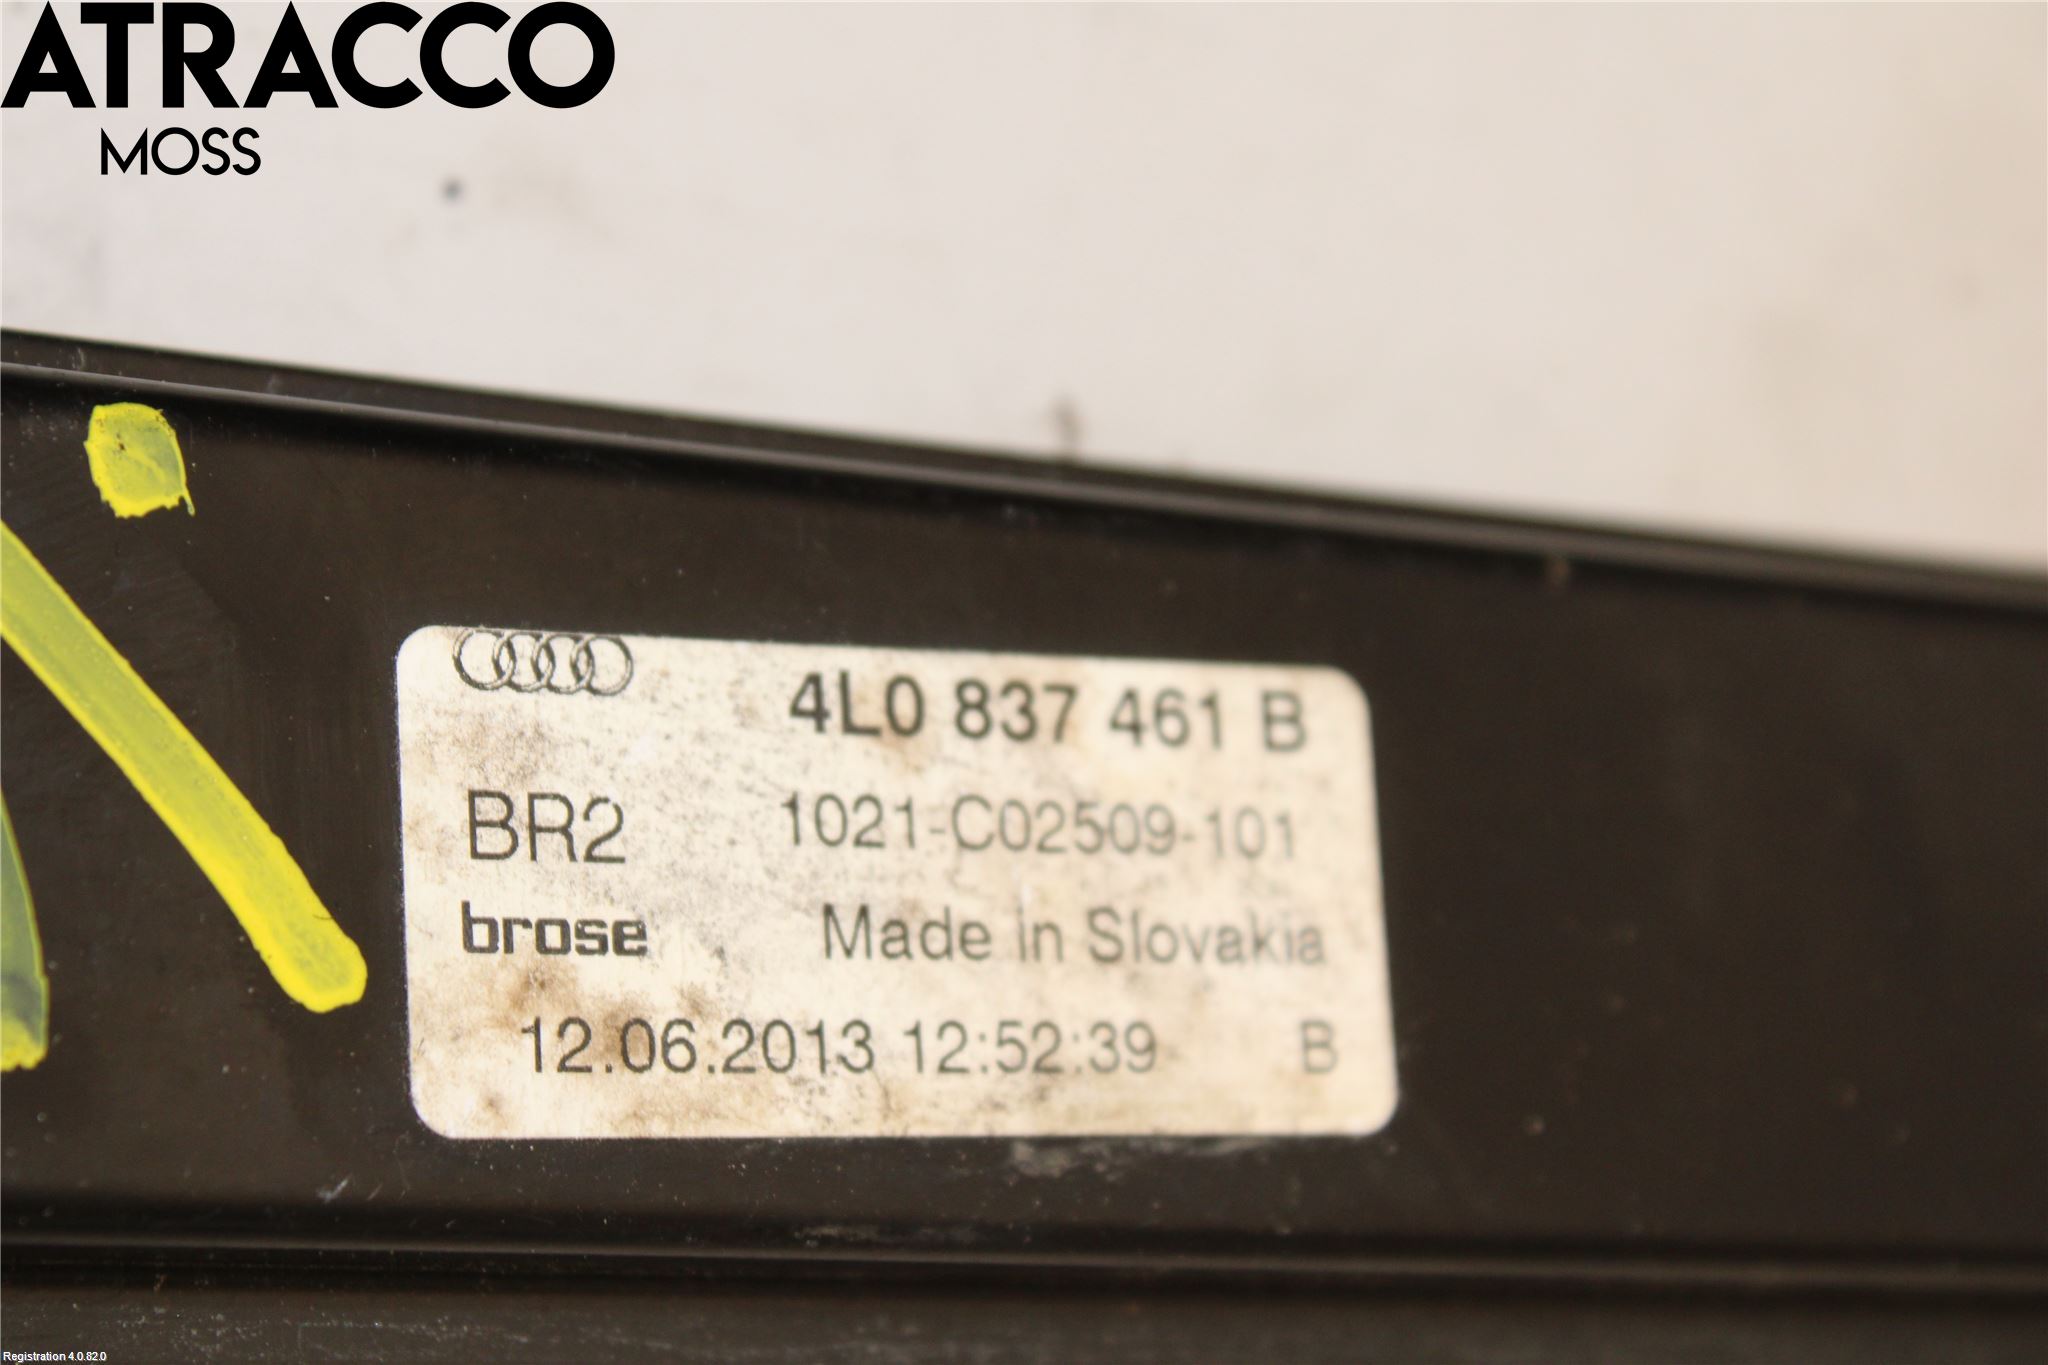 ATRACCO
MOSS
4L0 837 461 B
BR2 1021-C02509-101
brose Made in Slovakia
12.06.2013 12:52:39 B
Registration 4.0.82.0